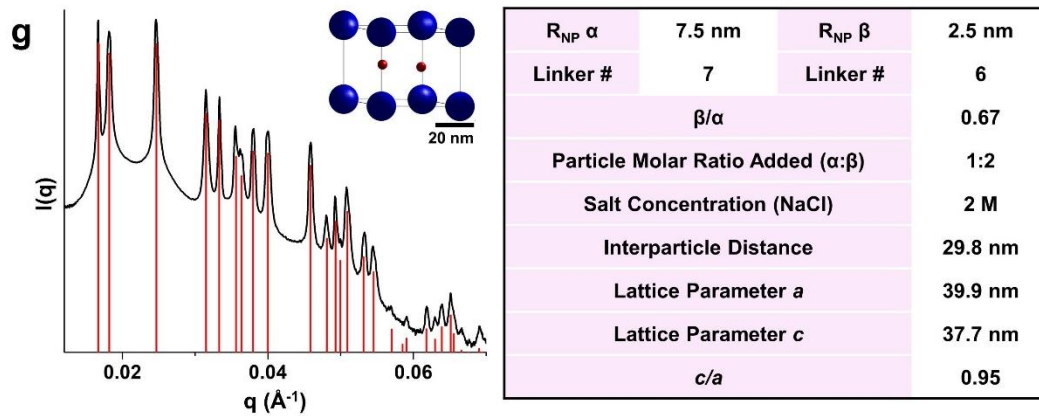 g
20 nm
I(q)
0.02 0.04 0.06
q (Å⁻¹)
R_NP α 7.5 nm R_NP β 2.5 nm
Linker # 7 Linker # 6
β/α 0.67
Particle Molar Ratio Added (α:β) 1:2
Salt Concentration (NaCl) 2 M
Interparticle Distance 29.8 nm
Lattice Parameter a 39.9 nm
Lattice Parameter c 37.7 nm
c/a 0.95